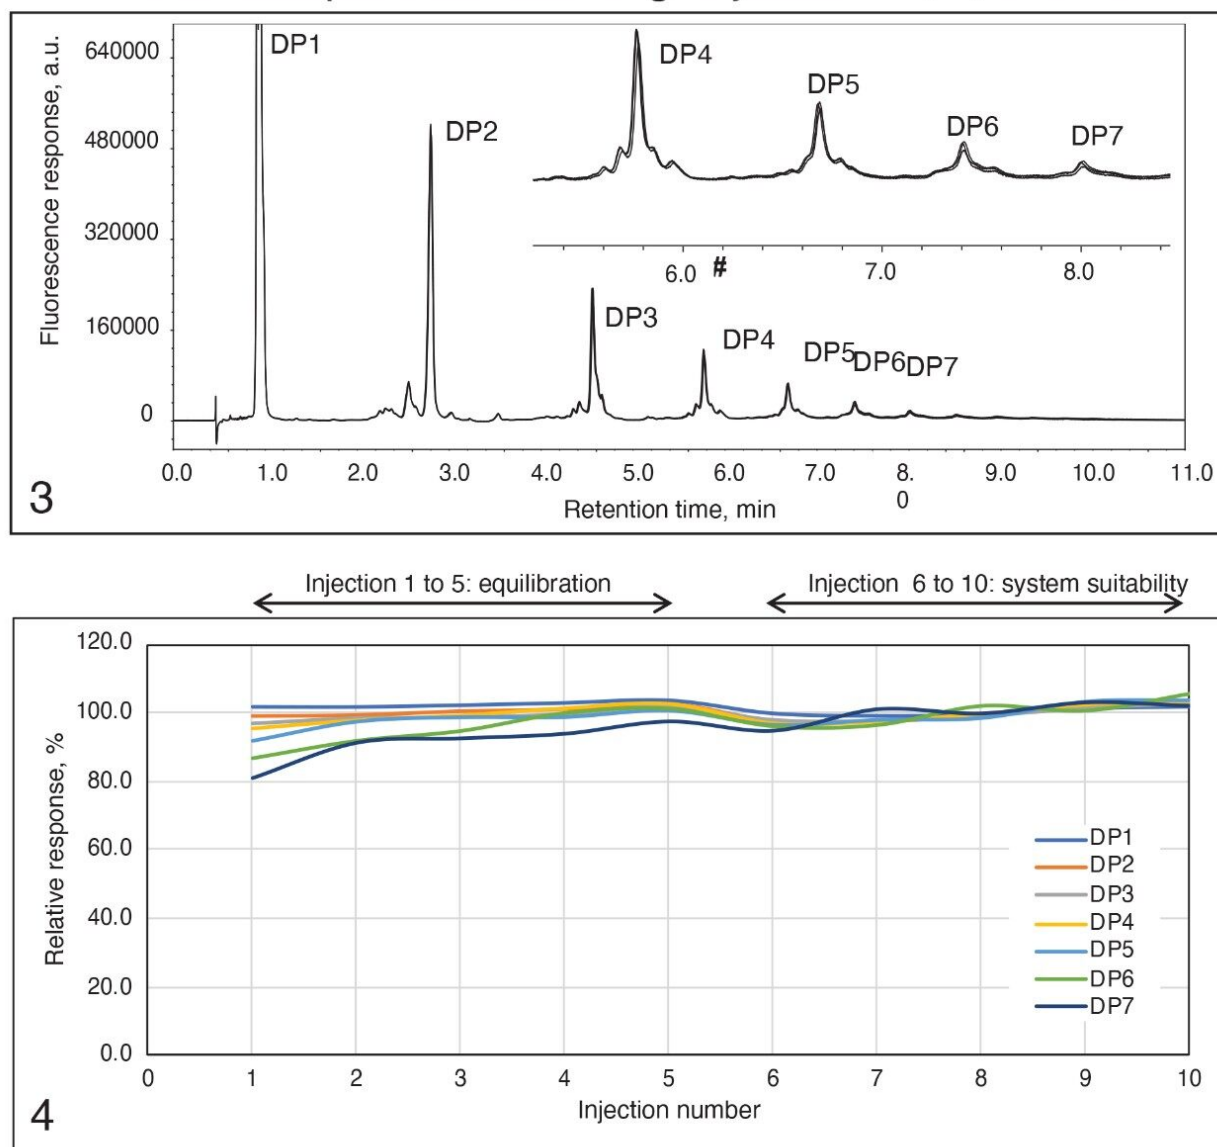 640000
480000
320000
160000
0
Fluorescence response, a.u.
DP1
DP2
DP3
DP4
DP5
DP6
DP7
DP4
DP5
DP6
DP7
6.0 # 7.0 8.0
0.0 1.0 2.0 3.0 4.0 5.0 6.0 7.0 8. 9.0 10.0 11.0
0
Retention time, min
3
Injection 1 to 5: equilibration
Injection 6 to 10: system suitability
120.0
100.0
80.0
60.0
40.0
20.0
0.0
Relative response, %
DP1
DP2
DP3
DP4
DP5
DP6
DP7
0 1 2 3 4 5 6 7 8 9 10
Injection number
4